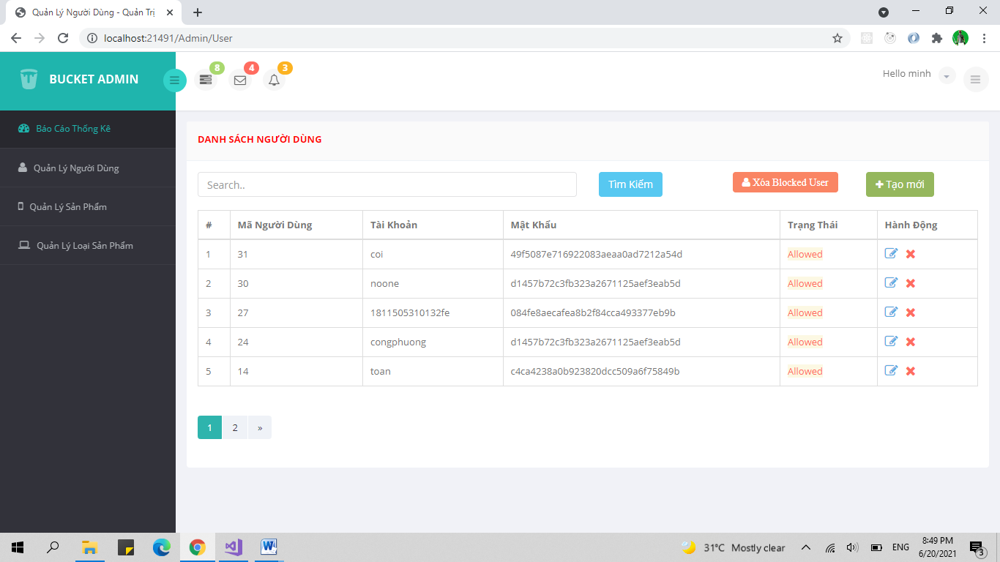 Quản Lý Người Dùng - Quản Trị
localhost:21491/Admin/User
BUCKET ADMIN
8
4
3
Hello minh
Báo Cáo Thống Kê
Quản Lý Người Dùng
Quản Lý Sản Phẩm
Quản Lý Loại Sản Phẩm
DANH SÁCH NGƯỜI DÙNG
Search..
Tìm Kiếm
Xóa Blocked User
Tạo mới
# Mã Người Dùng Tài Khoản Mật Khẩu Trạng Thái Hành Động
1 31 coi 49f5087e716922083aeaa0ad7212a54d Allowed
2 30 noone d1457b72c3fb323a2671125aef3eab5d Allowed
3 27 1811505310132fe 084fe8aecafea8b2f84cca493377eb9b Allowed
4 24 congphuong d1457b72c3fb323a2671125aef3eab5d Allowed
5 14 toan c4ca4238a0b923820dcc509a6f75849b Allowed
1 2 »
31°C Mostly clear
ENG
8:49 PM
6/20/2021
3